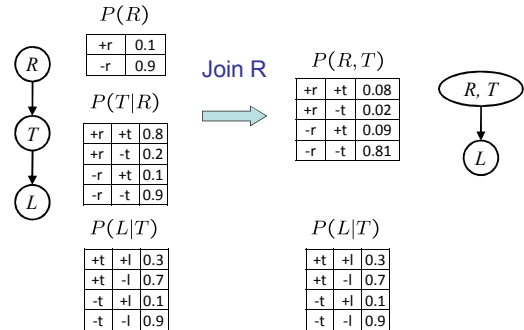 P(R)
+r 0.1
-r 0.9
R
T
L
P(T|R)
+r +t 0.8
+r -t 0.2
-r +t 0.1
-r -t 0.9
P(L|T)
+t +l 0.3
+t -l 0.7
-t +l 0.1
-t -l 0.9
Join R
P(R, T)
+r +t 0.08
+r -t 0.02
-r +t 0.09
-r -t 0.81
P(L|T)
+t +l 0.3
+t -l 0.7
-t +l 0.1
-t -l 0.9
R, T
L